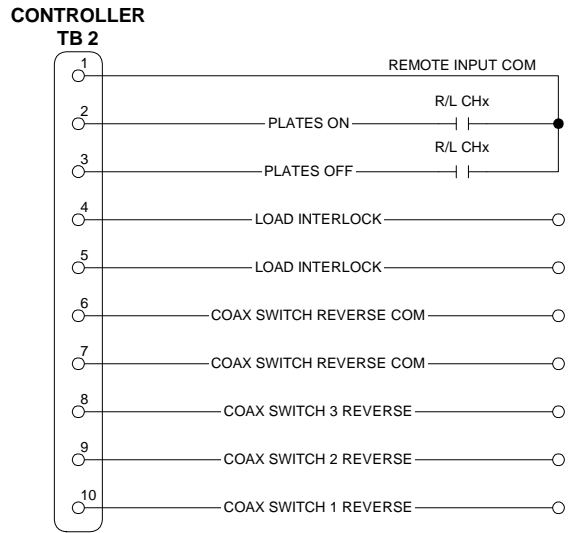 CONTROLLER
TB 2
1
REMOTE INPUT COM
R/L CHx
2
PLATES ON
R/L CHx
3
PLATES OFF
4
LOAD INTERLOCK
5
LOAD INTERLOCK
6
COAX SWITCH REVERSE COM
7
COAX SWITCH REVERSE COM
8
COAX SWITCH 3 REVERSE
9
COAX SWITCH 2 REVERSE
10
COAX SWITCH 1 REVERSE